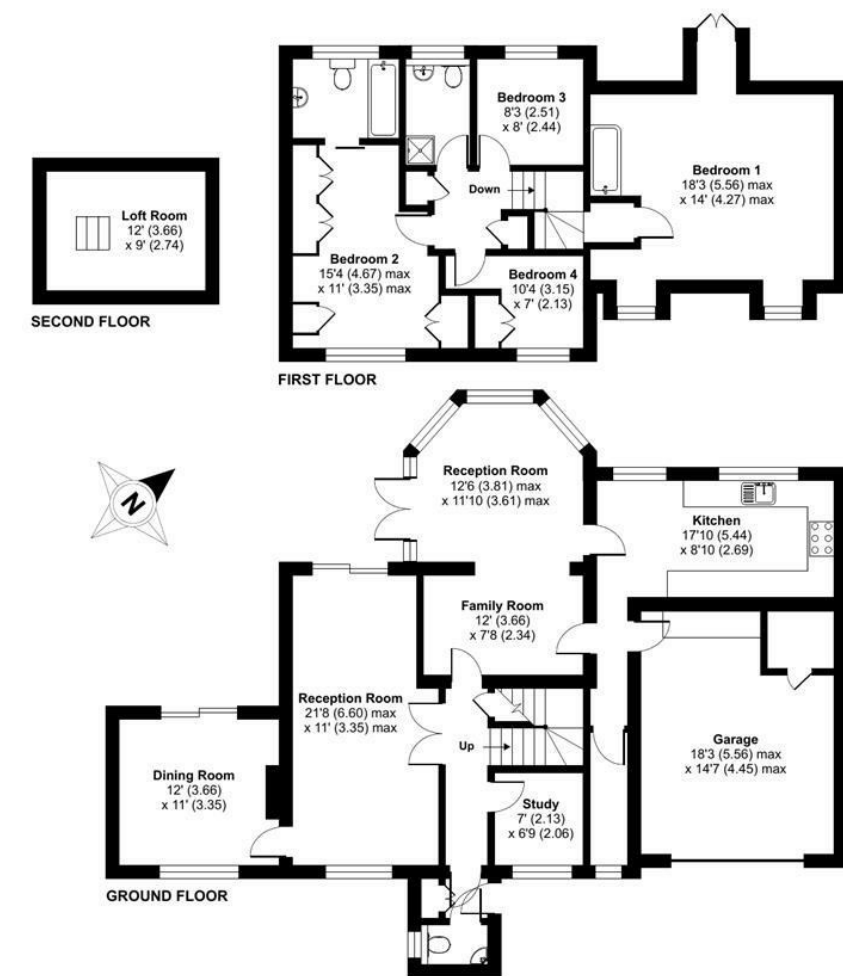 Bedroom 3
8'3 (2.51)
x 8' (2.44)
Bedroom 1
18'3 (5.56) max
x 14' (4.27) max
Down
Loft Room
12' (3.66)
x 9' (2.74)
Bedroom 2
15'4 (4.67) max
x 11' (3.35) max
Bedroom 4
10'4 (3.15)
x 7' (2.13)
SECOND FLOOR
FIRST FLOOR
N
Reception Room
12'6 (3.81) max
x 11'10 (3.61) max
Kitchen
17'10 (5.44)
x 8'10 (2.69)
Family Room
12' (3.66)
x 7'8 (2.34)
Reception Room
21'8 (6.60) max
x 11' (3.35) max
Up
Garage
18'3 (5.56) max
x 14'7 (4.45) max
Dining Room
12' (3.66)
x 11' (3.35)
Study
7' (2.13)
x 6'9 (2.06)
GROUND FLOOR